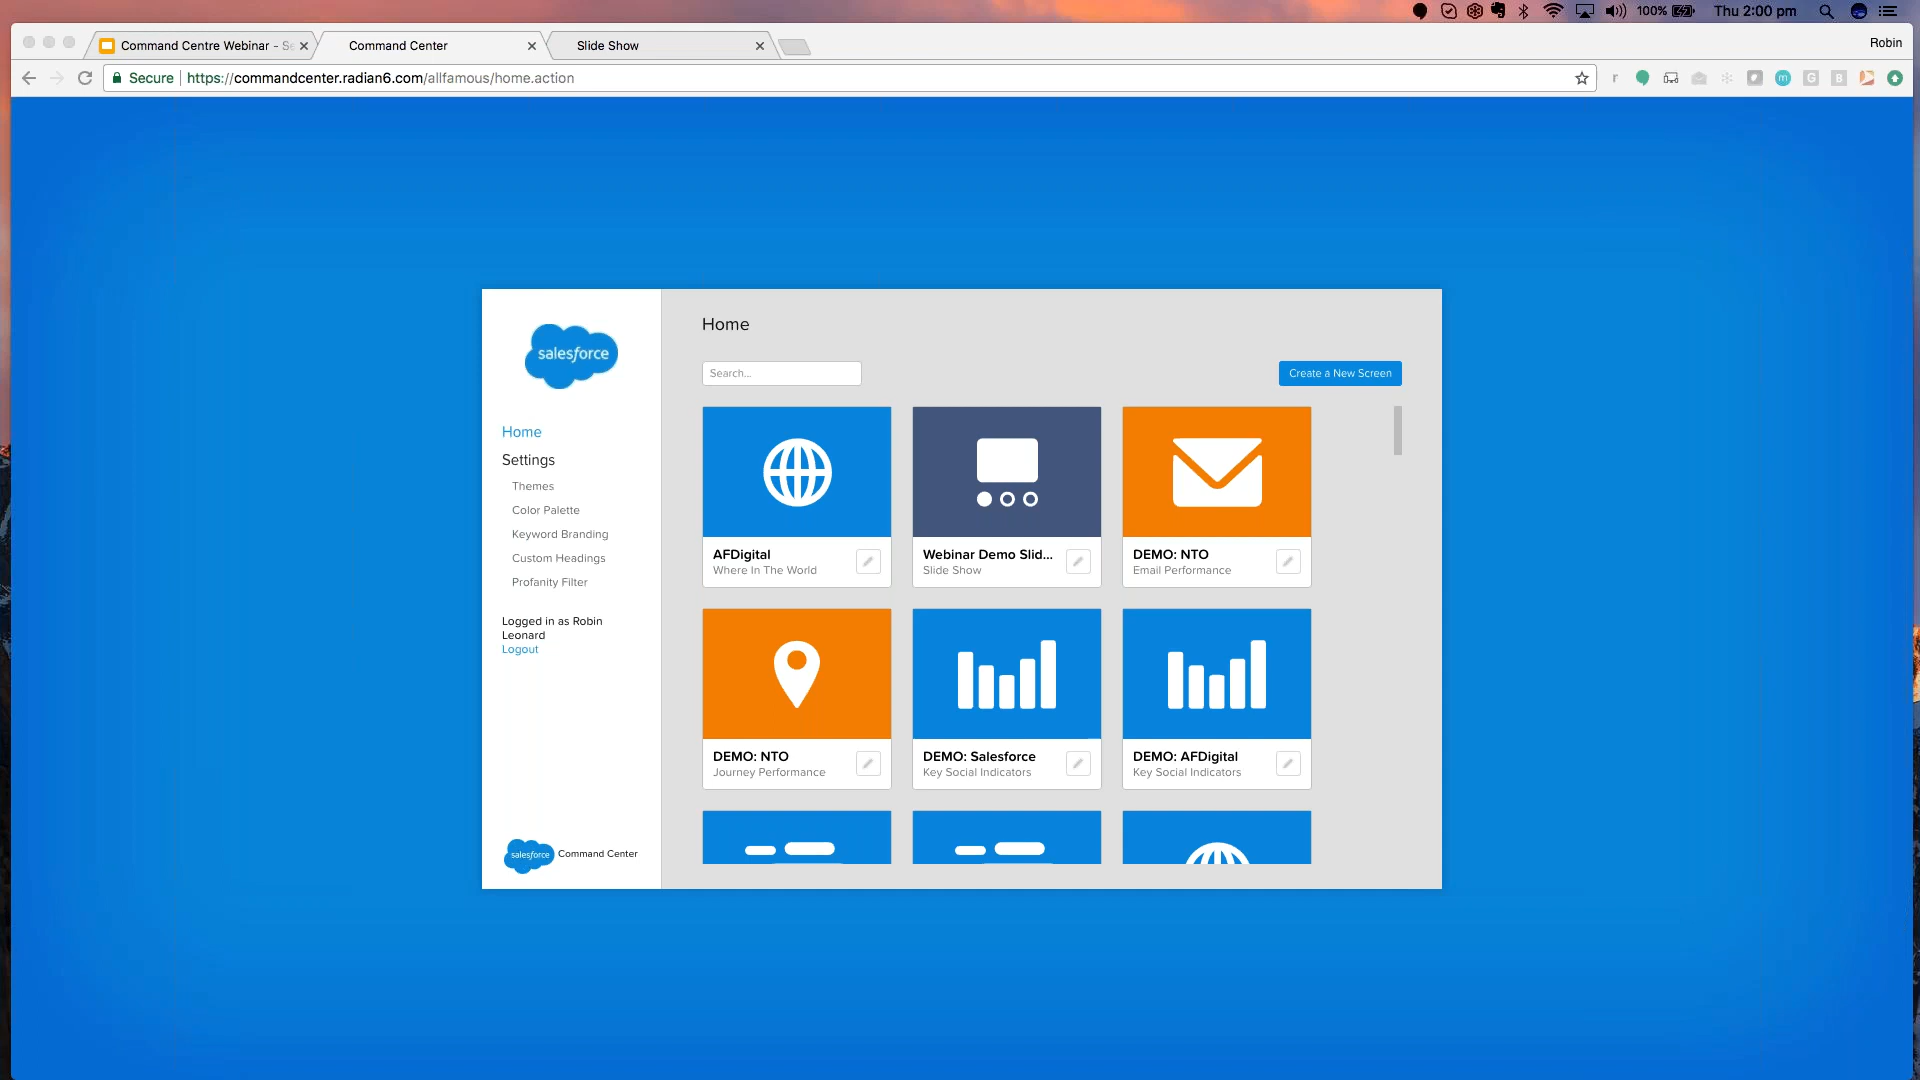 100%
Thu 2:00 pm
Command Centre Webinar - Se
Command Center
Slide Show
Robin
Secure
https://commandcenter.radian6.com/allfamous/home.action
r
m
G
B
salesforce
Home
Settings
Themes
Color Palette
Keyword Branding
Custom Headings
Profanity Filter
Logged in as Robin
Leonard
Logout
salesforce
Command Center
Home
Search...
Create a New Screen
AFDigital
Where In The World
Webinar Demo Slid...
Slide Show
DEMO: NTO
Email Performance
DEMO: NTO
Journey Performance
DEMO: Salesforce
Key Social Indicators
DEMO: AFDigital
Key Social Indicators